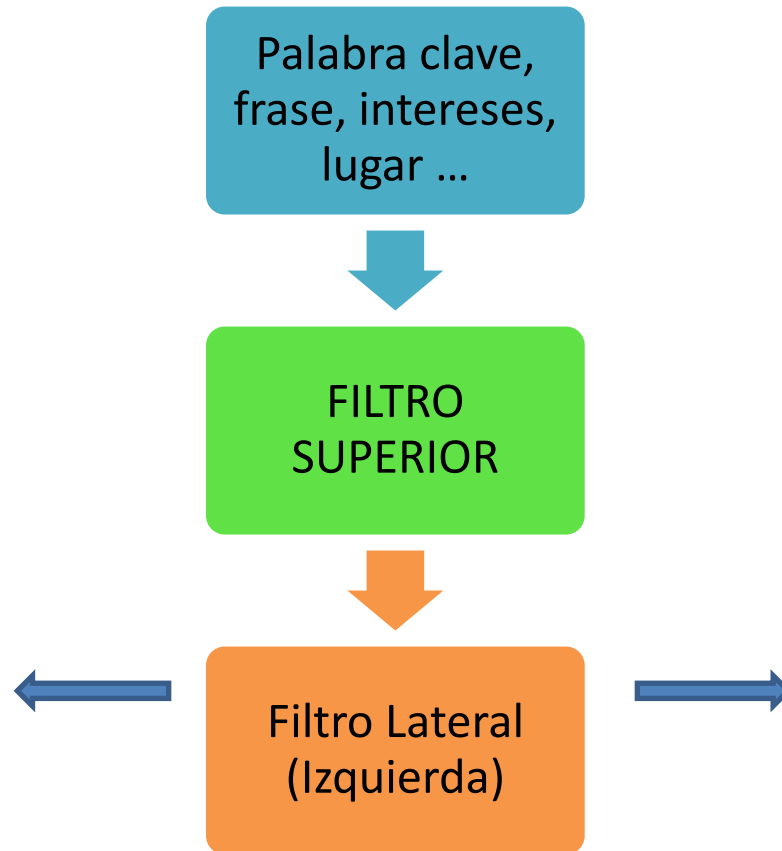 Palabra clave,
frase, intereses,
lugar …
FILTRO
SUPERIOR
Filtro Lateral
(Izquierda)